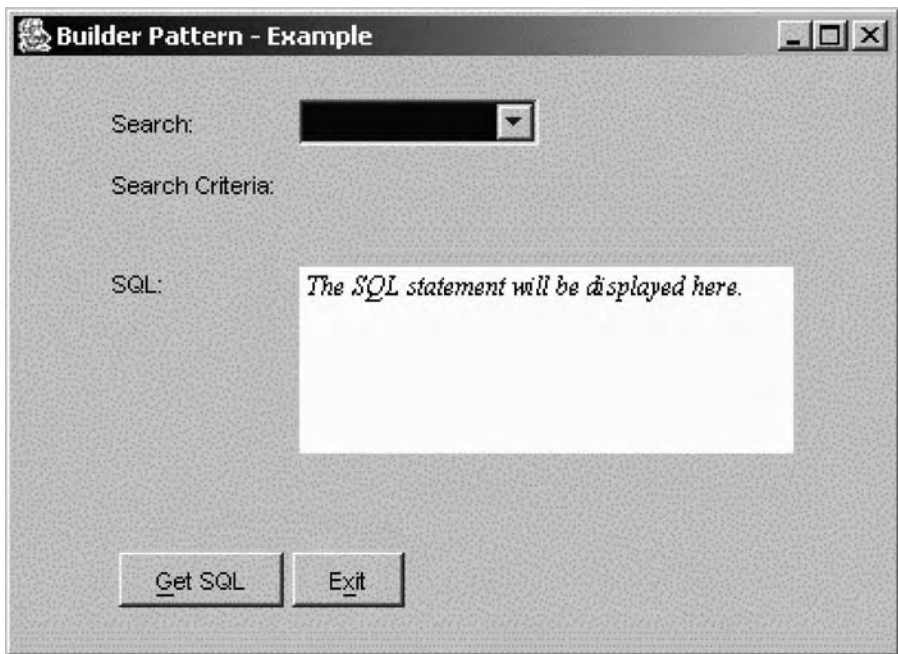 Builder Pattern - Example
Search:
Search Criteria:
SQL:
The SQL statement will be displayed here.
Get SQL
Exit